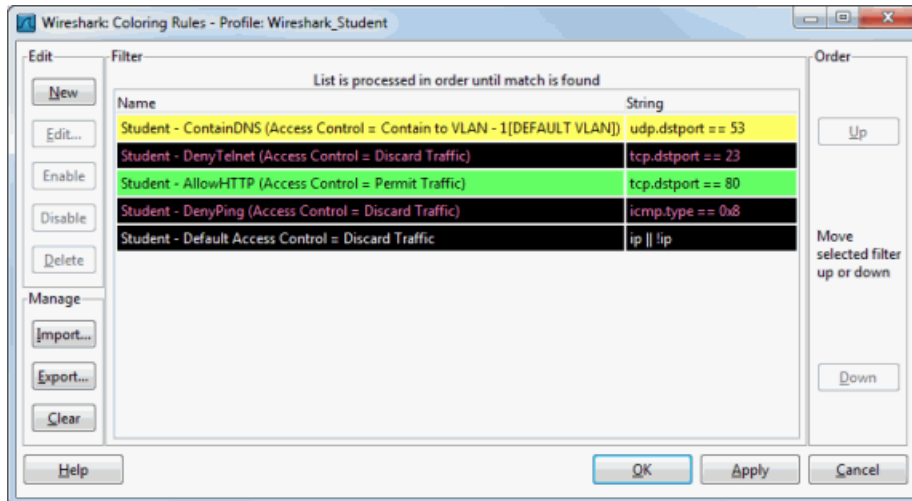 Wireshark: Coloring Rules - Profile: Wireshark_Student
Edit
New
Edit...
Enable
Disable
Delete
Manage
Import...
Export...
Clear
Filter
List is processed in order until match is found
Name String
Student - ContainDNS (Access Control = Contain to VLAN - 1[DEFAULT VLAN]) udp.dstport == 53
Student - DenyTelnet (Access Control = Discard Traffic) tcp.dstport == 23
Student - AllowHTTP (Access Control = Permit Traffic) tcp.dstport == 80
Student - DenyPing (Access Control = Discard Traffic) icmp.type == 0x8
Student - Default Access Control = Discard Traffic ip || !ip
Order
Up
Move
selected filter
up or down
Down
Help
OK
Apply
Cancel